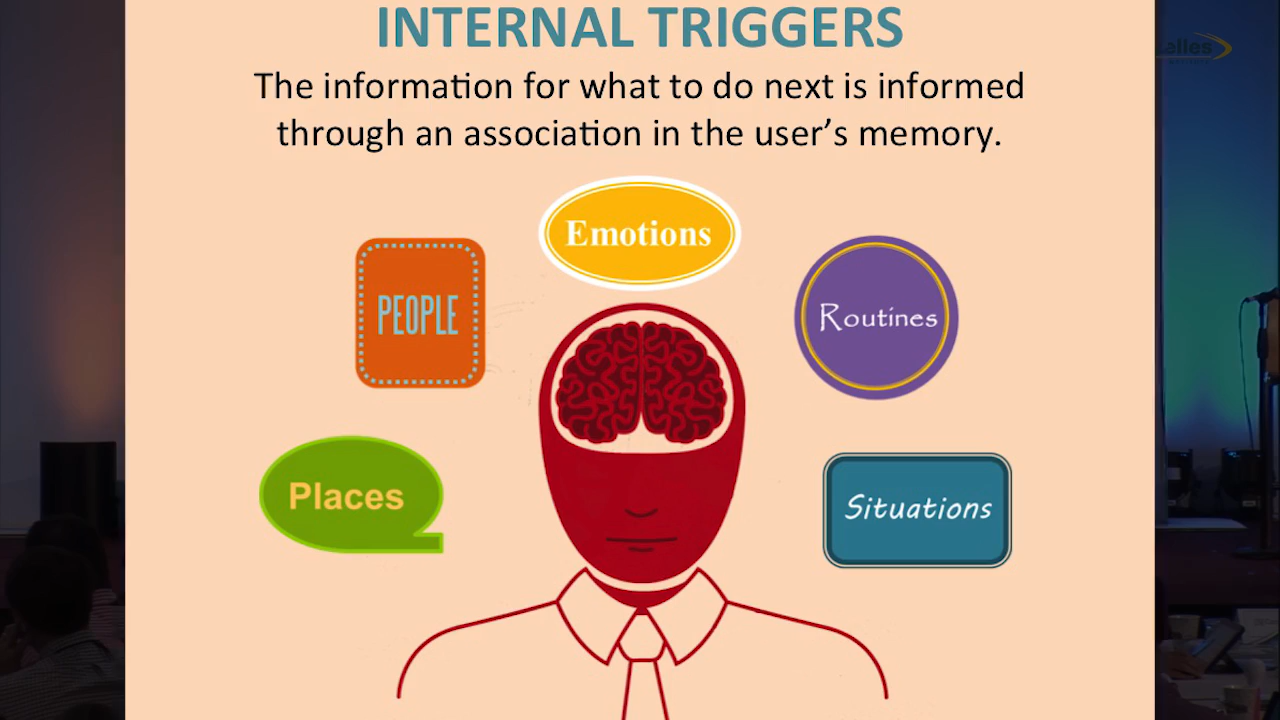 INTERNAL TRIGGERS
The information for what to do next is informed
through an association in the user's memory.
Emotions
PEOPLE
Routines
Places
Situations